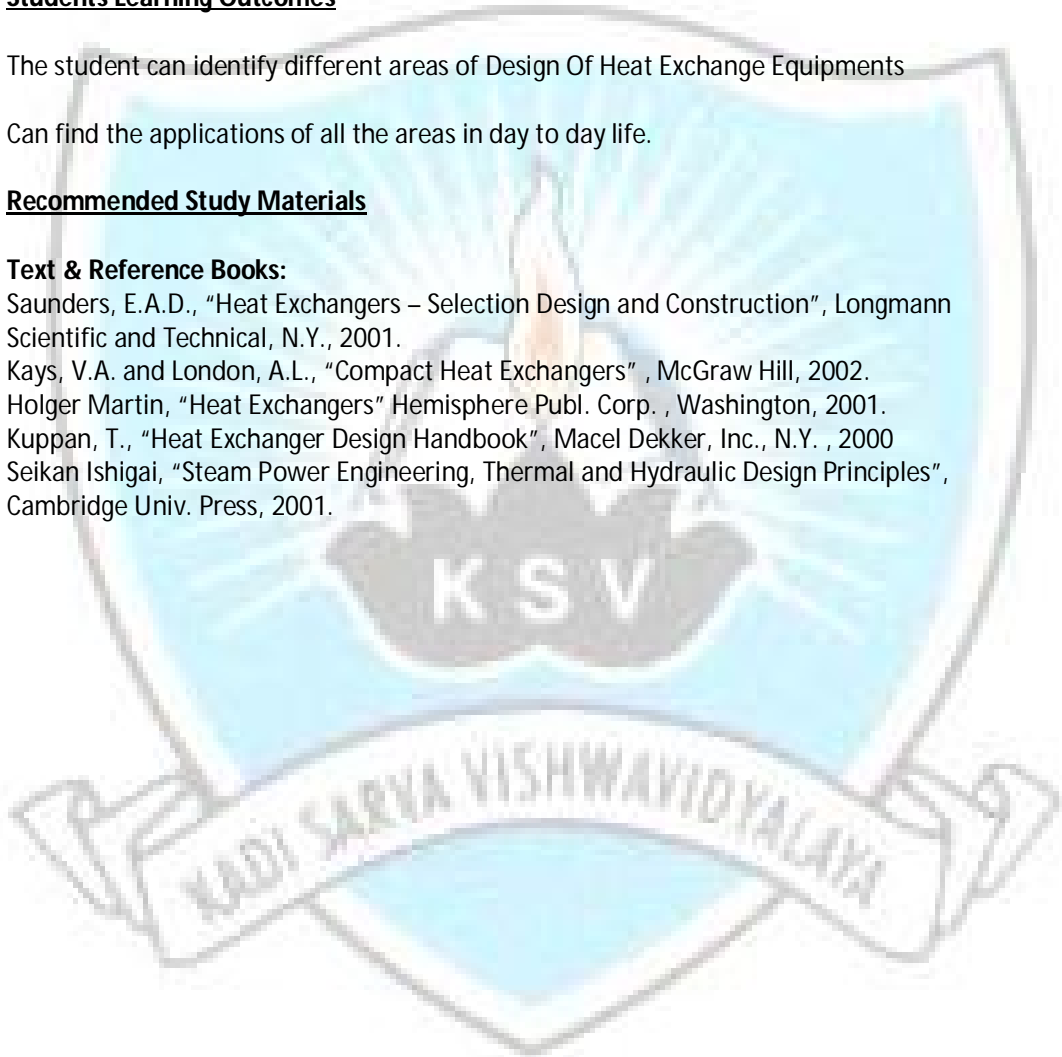 Students Learning Outcomes
The student can identify different areas of Design Of Heat Exchange Equipments
Can find the applications of all the areas in day to day life.
Recommended Study Materials
Text & Reference Books:
Saunders, E.A.D., “Heat Exchangers – Selection Design and Construction”, Longmann
Scientific and Technical, N.Y., 2001.
Kays, V.A. and London, A.L., “Compact Heat Exchangers” , McGraw Hill, 2002.
Holger Martin, “Heat Exchangers” Hemisphere Publ. Corp. , Washington, 2001.
Kuppan, T., “Heat Exchanger Design Handbook”, Macel Dekker, Inc., N.Y. , 2000
Seikan Ishigai, “Steam Power Engineering, Thermal and Hydraulic Design Principles”,
Cambridge Univ. Press, 2001.
KSV
KADI SARVA VISHWAVIDYALAYA